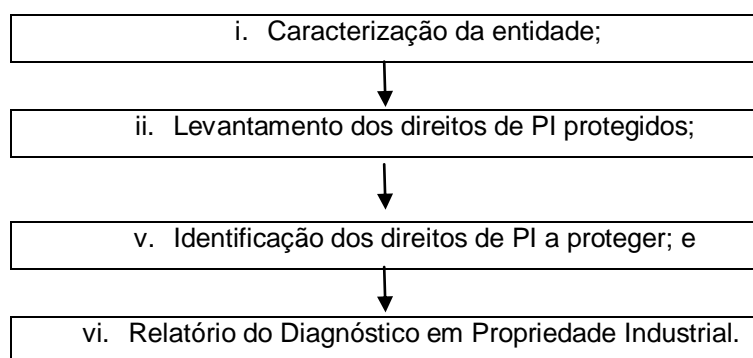 i. Caracterização da entidade;
ii. Levantamento dos direitos de PI protegidos;
v. Identificação dos direitos de PI a proteger; e
vi. Relatório do Diagnóstico em Propriedade Industrial.